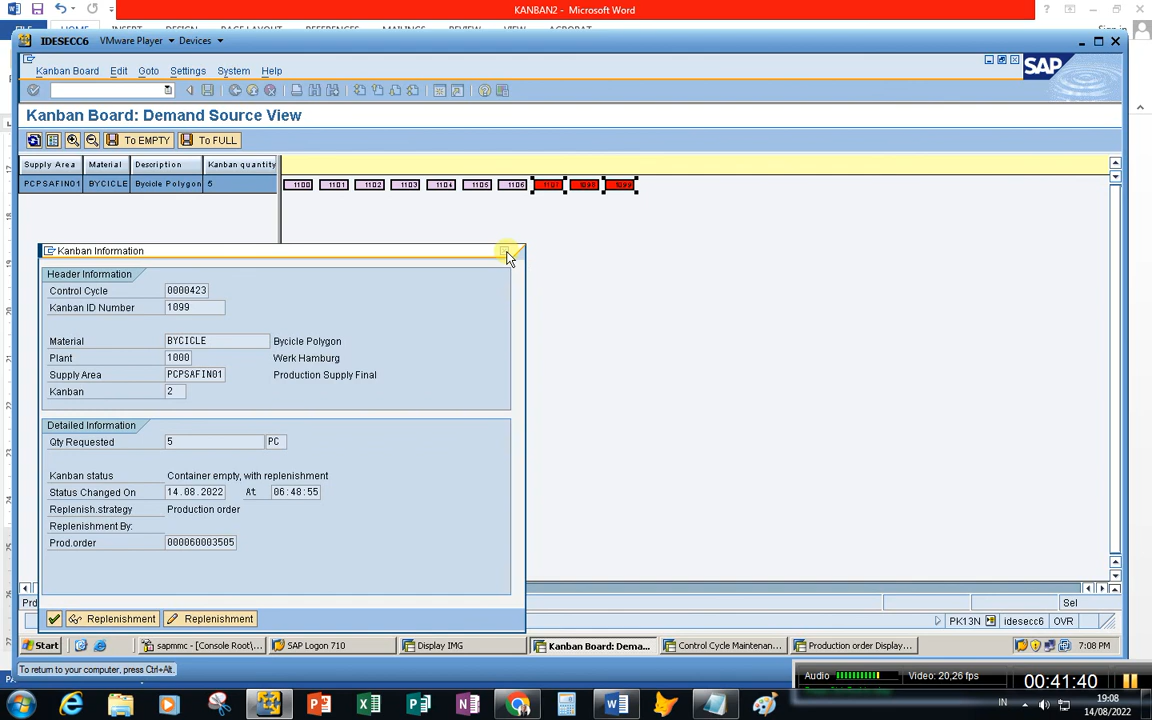 KANBAN2 - Microsoft Word
IDESECC6 VMware Player Devices
Kanban Board Edit Goto Settings System Help
SAP
Kanban Board: Demand Source View
To EMPTY To FULL
Supply Area Material Description Kanban quantity
PCPSAFIN01 BYCICLE Bycicle Polygon 5 1100 1101 1102 1103 1104 1105 1106 1107 1098 1099
Kanban Information
Header Information
Control Cycle 0000423
Kanban ID Number 1099
Material BYCICLE Bycicle Polygon
Plant 1000 Werk Hamburg
Supply Area PCPSAFIN01 Production Supply Final
Kanban 2
Detailed Information
Qty Requested 5 PC
Kanban status Container empty, with replenishment
Status Changed On 14.08.2022 At 06:48:55
Replenish.strategy Production order
Replenishment By:
Prod.order 000060003505
Replenishment Replenishment
Sel
PK13N idesecc6 OVR
Start sapmmc - [Console Root\... SAP Logon 710 Display IMG Kanban Board: Dema... Control Cycle Maintenan... Production order Display:... 7:08 PM
To return to your computer, press Ctrl+Alt.
Audio Video: 20,26 fps 00:41:40
IN 19:08
14/08/2022